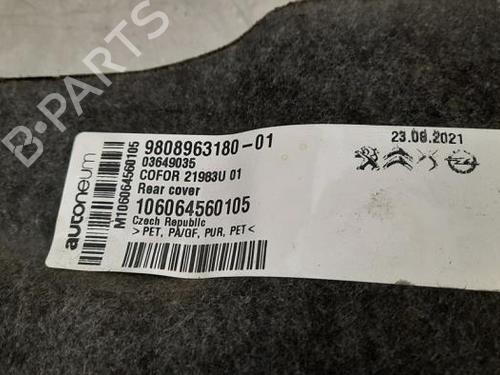 B-PARTS
autoneum
M106064560105
9808963180-01
03649035
COFOR 21983U 01
Rear cover
106064560105
Czech Republic
> PET, PA/GF, PUR, PET <
23.08.2021